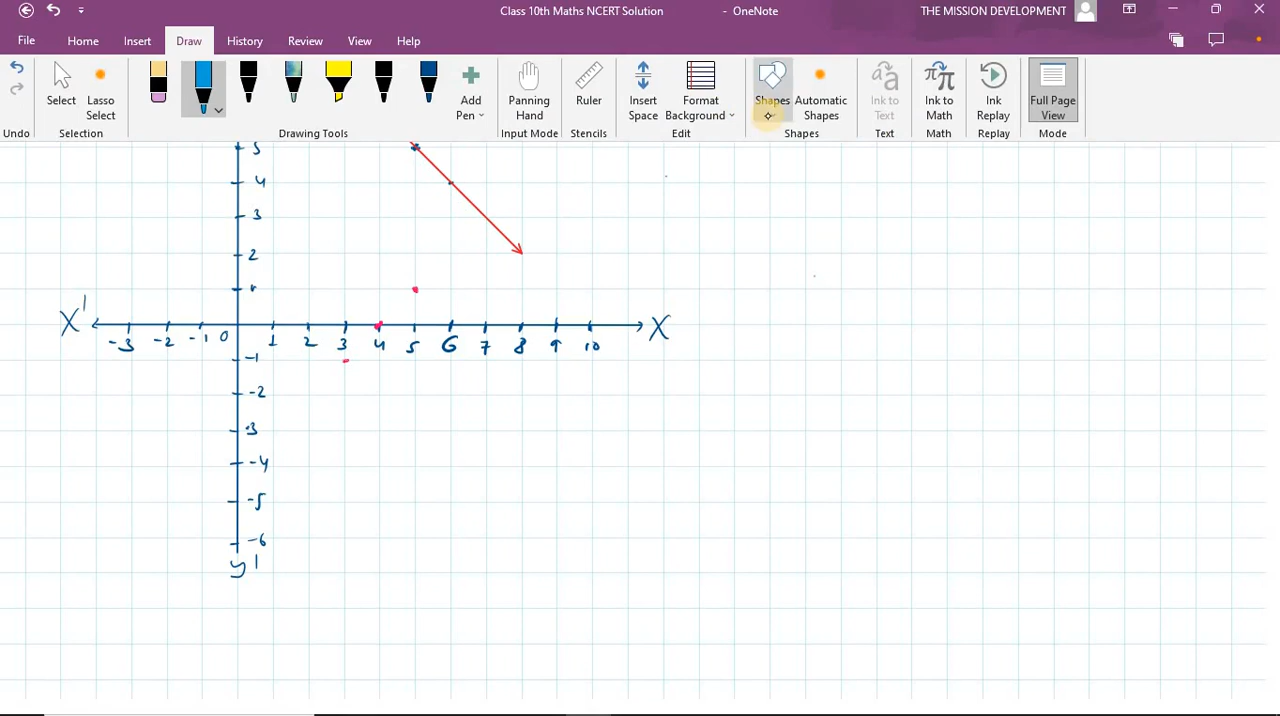 Class 10th Maths NCERT Solution - OneNote THE MISSION DEVELOPMENT
File Home Insert Draw History Review View Help
Undo
Select
Lasso Select
Selection
Drawing Tools
Add Pen
Panning Hand
Input Mode
Ruler
Stencils
Insert Space
Format Background
Edit
Shapes
Automatic Shapes
Shapes
Ink to Text
Text
Ink to Math
Math
Ink Replay
Replay
Full Page View
Mode
5
4
3
2
1
X' -3 -2 -1 0 1 2 3 4 5 6 7 8 9 10 X
-1
-2
-3
-4
-5
-6
y'